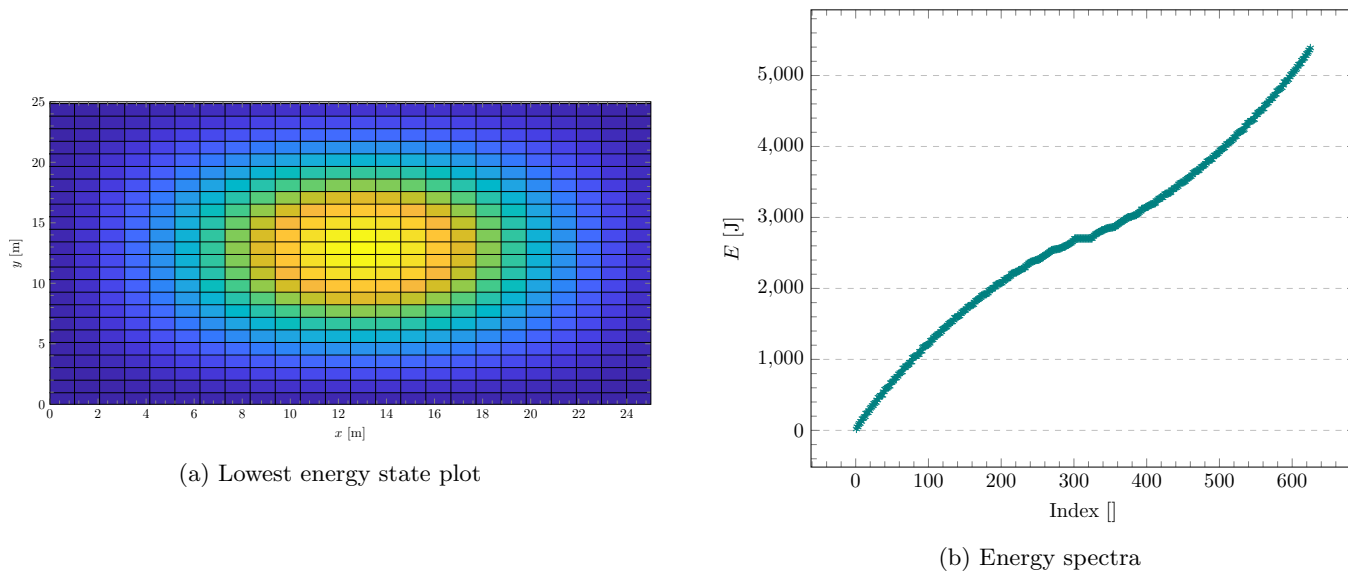 25
20
15
10
5
0
y [m]
0 2 4 6 8 10 12 14 16 18 20 22 24
x [m]
(a) Lowest energy state plot
5,000
4,000
3,000
2,000
1,000
0
E [J]
0 100 200 300 400 500 600
Index []
(b) Energy spectra